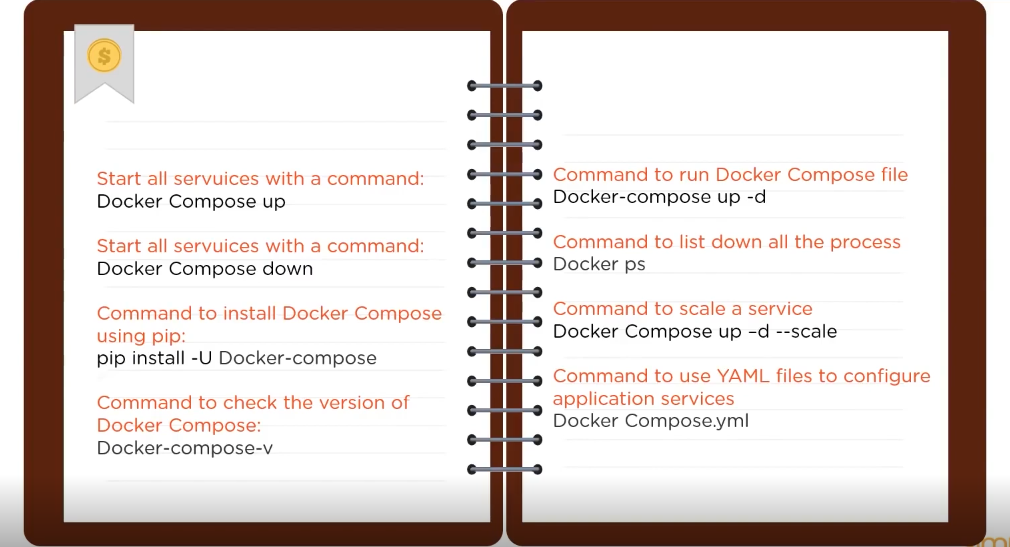 $
Start all servuices with a command:
Docker Compose up
Start all servuices with a command:
Docker Compose down
Command to install Docker Compose
using pip:
pip install -U Docker-compose
Command to check the version of
Docker Compose:
Docker-compose-v
Command to run Docker Compose file
Docker-compose up -d
Command to list down all the process
Docker ps
Command to scale a service
Docker Compose up –d --scale
Command to use YAML files to configure
application services
Docker Compose.yml